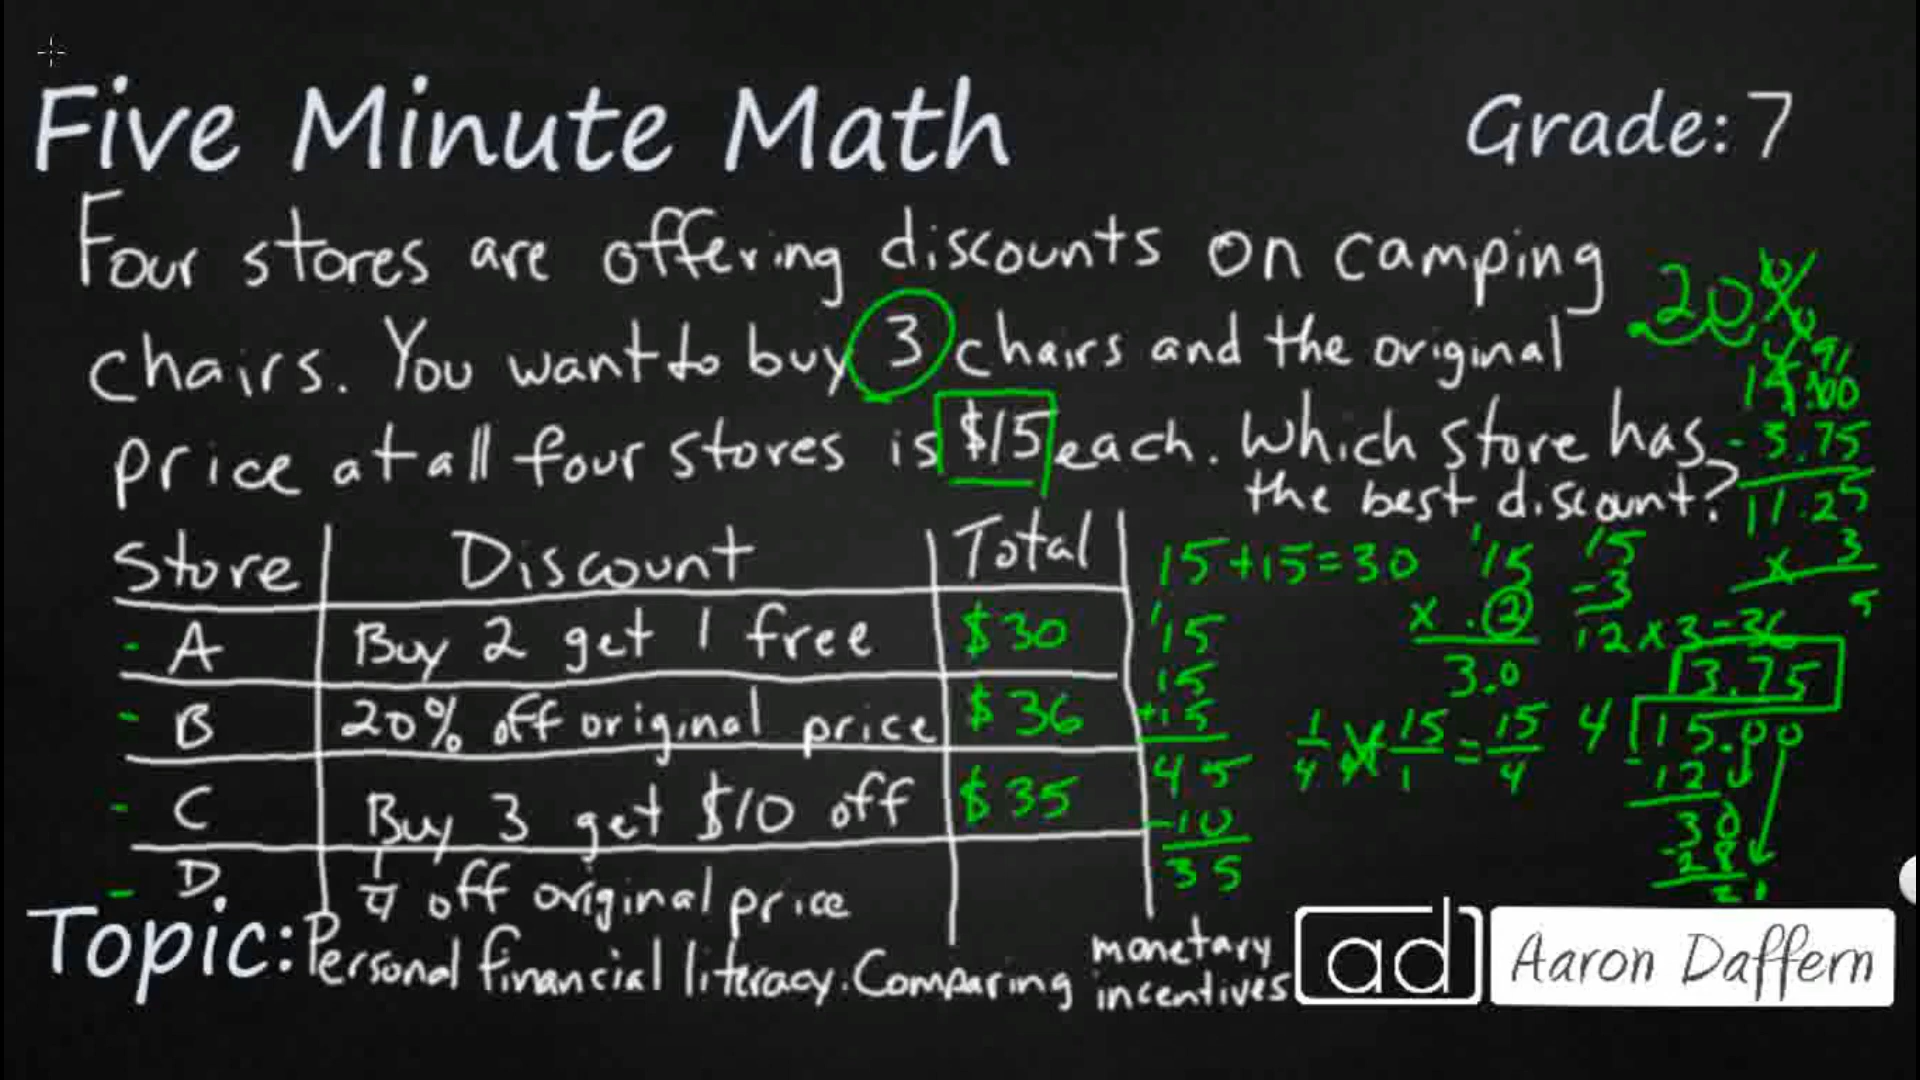 Five Minute Math
Grade: 7
Four stores are offering discounts on camping
chairs. You want to buy 3 chairs and the original
price at all four stores is $15 each. Which store has
the best discount?
20%
Store Discount Total
A Buy 2 get 1 free $30
B 20% off original price $36
C Buy 3 get $10 off $35
D. 1/4 off original price
15+15=30
15
15
+15
45
-10
35
15
x .2
3.0
15
-3
12x3=36
1/4 x 15/1 = 15/4
3.75
4 15.00
12
30
-28
- 3.75
11.25
x 3
5
Topic: Personal financial literacy. Comparing monetary
incentives
ad Aaron Daffern